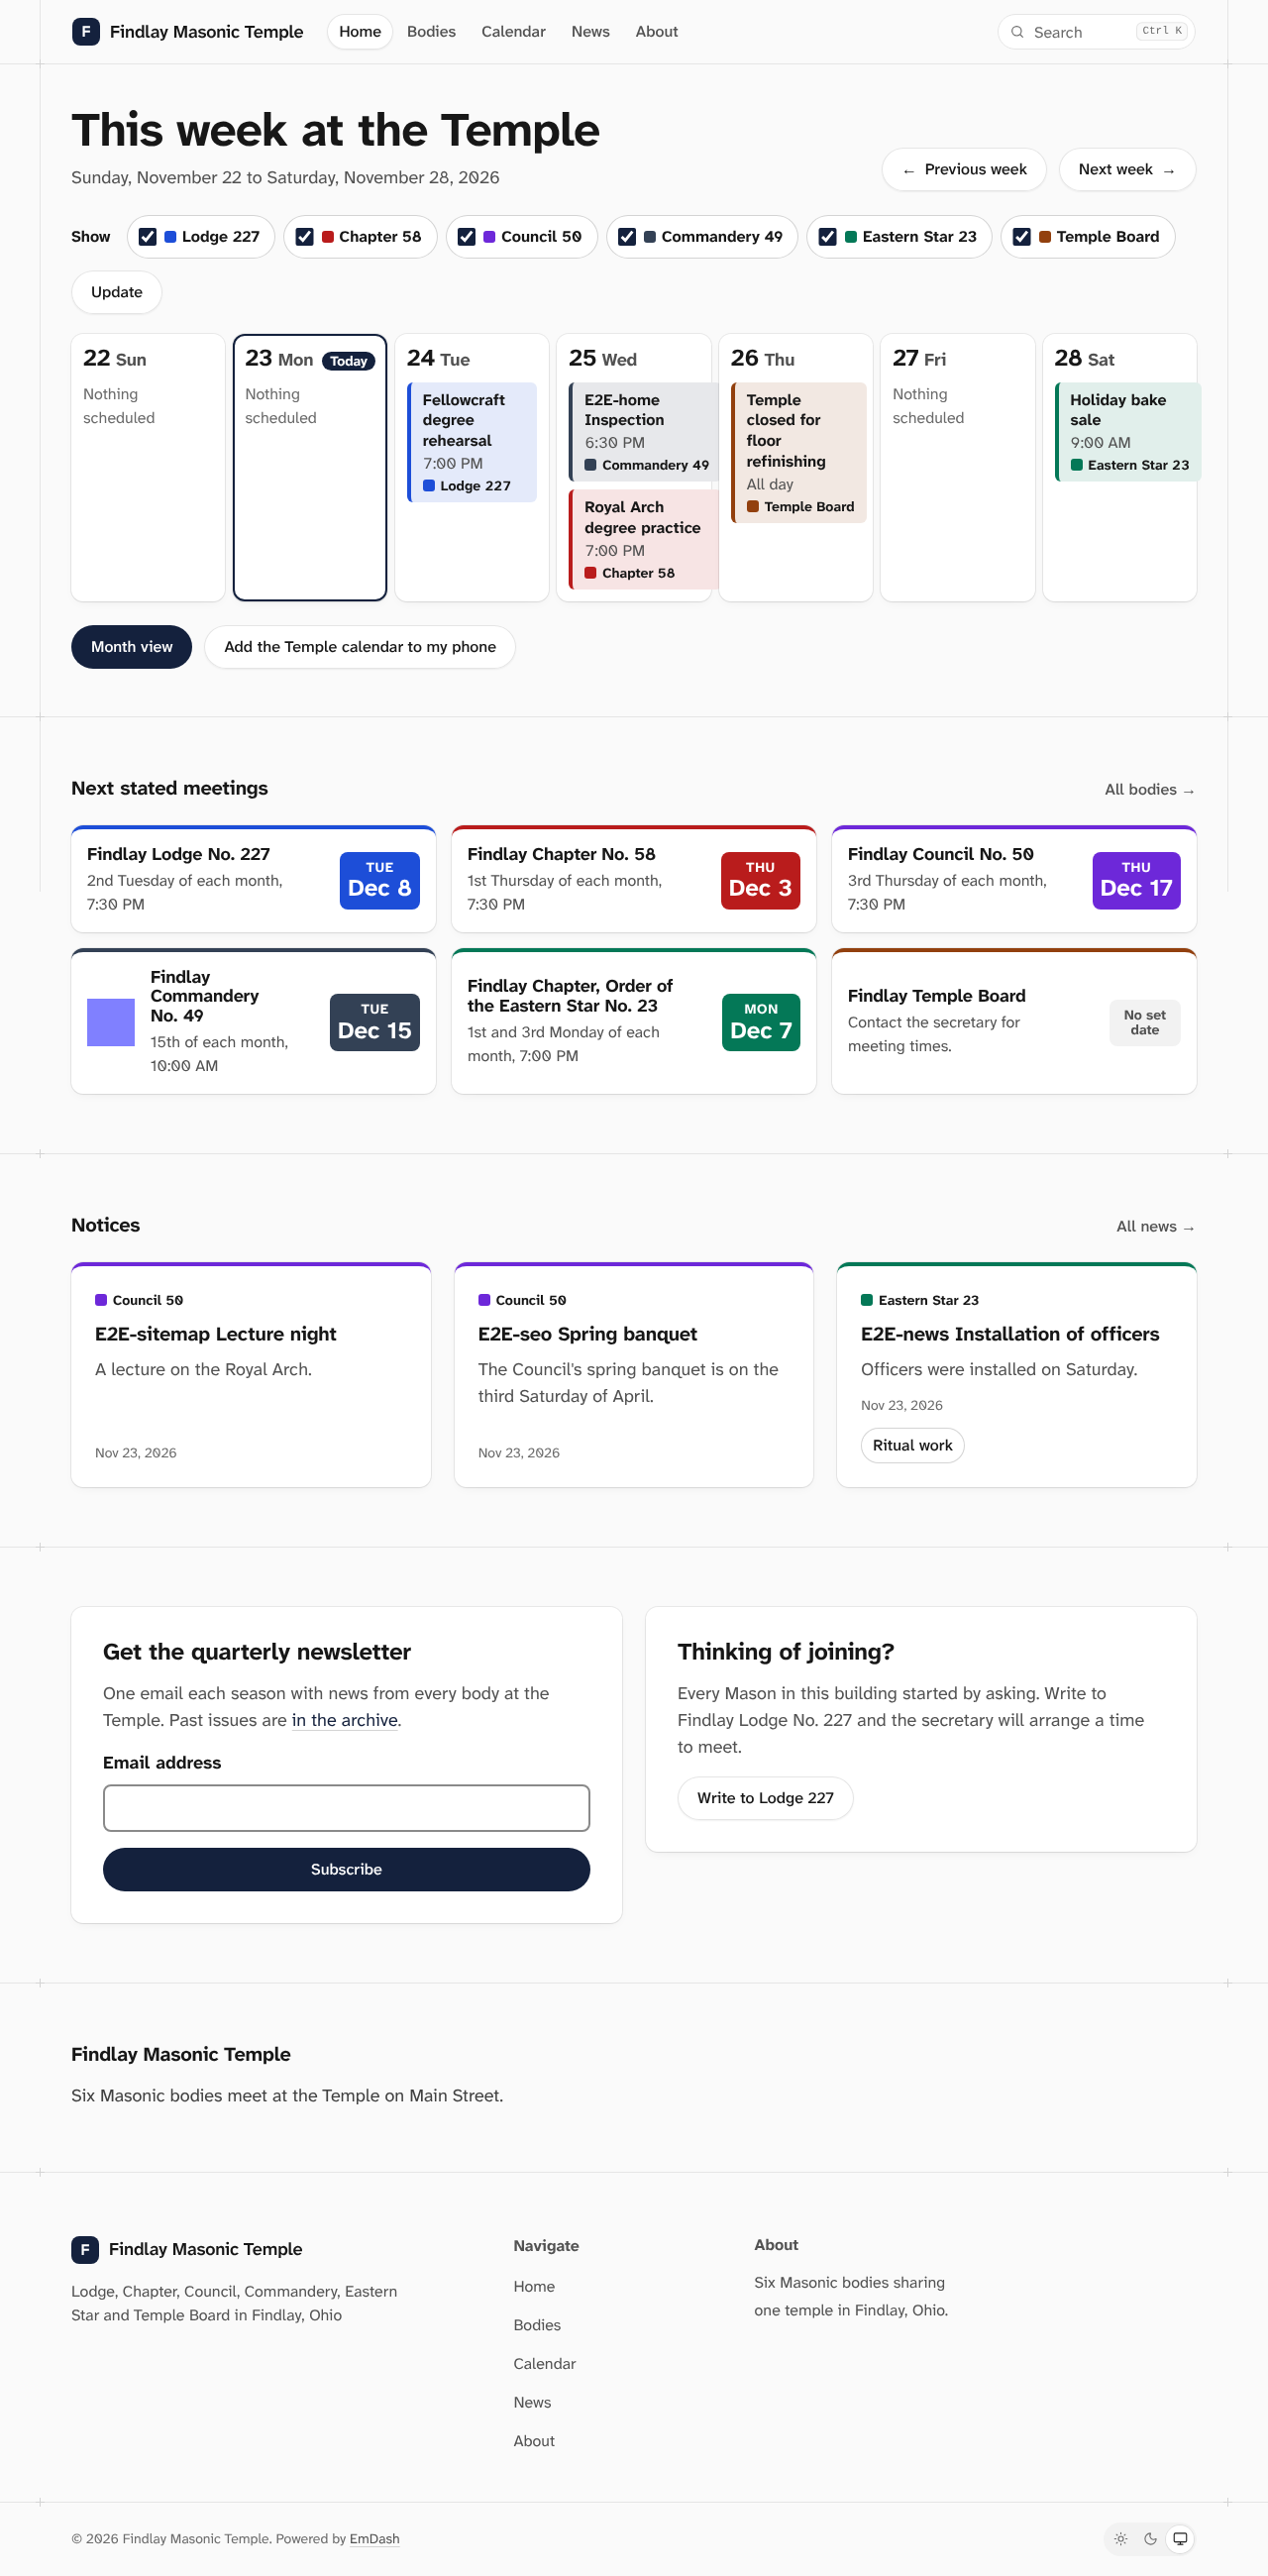 F Findlay Masonic Temple Home Bodies Calendar News About Search Ctrl K
This week at the Temple
Sunday, November 22 to Saturday, November 28, 2026
← Previous week Next week →
Show Lodge 227 Chapter 58 Council 50 Commandery 49 Eastern Star 23 Temple Board
Update
22 Sun
Nothing
scheduled
23 Mon Today
Nothing
scheduled
24 Tue
Fellowcraft
degree
rehearsal
7:00 PM
Lodge 227
25 Wed
E2E-home
Inspection
6:30 PM
Commandery 49
Royal Arch
degree practice
7:00 PM
Chapter 58
26 Thu
Temple
closed for
floor
refinishing
All day
Temple Board
27 Fri
Nothing
scheduled
28 Sat
Holiday bake
sale
9:00 AM
Eastern Star 23
Month view Add the Temple calendar to my phone
Next stated meetings All bodies →
Findlay Lodge No. 227
2nd Tuesday of each month,
7:30 PM
TUE
Dec 8
Findlay Chapter No. 58
1st Thursday of each month,
7:30 PM
THU
Dec 3
Findlay Council No. 50
3rd Thursday of each month,
7:30 PM
THU
Dec 17
Findlay
Commandery
No. 49
15th of each month,
10:00 AM
TUE
Dec 15
Findlay Chapter, Order of
the Eastern Star No. 23
1st and 3rd Monday of each
month, 7:00 PM
MON
Dec 7
Findlay Temple Board
Contact the secretary for
meeting times.
No set
date
Notices All news →
Council 50
E2E-sitemap Lecture night
A lecture on the Royal Arch.
Nov 23, 2026
Council 50
E2E-seo Spring banquet
The Council's spring banquet is on the
third Saturday of April.
Nov 23, 2026
Eastern Star 23
E2E-news Installation of officers
Officers were installed on Saturday.
Nov 23, 2026
Ritual work
Get the quarterly newsletter
One email each season with news from every body at the
Temple. Past issues are in the archive.
Email address
Subscribe
Thinking of joining?
Every Mason in this building started by asking. Write to
Findlay Lodge No. 227 and the secretary will arrange a time
to meet.
Write to Lodge 227
Findlay Masonic Temple
Six Masonic bodies meet at the Temple on Main Street.
F Findlay Masonic Temple
Lodge, Chapter, Council, Commandery, Eastern
Star and Temple Board in Findlay, Ohio
Navigate
Home
Bodies
Calendar
News
About
About
Six Masonic bodies sharing
one temple in Findlay, Ohio.
© 2026 Findlay Masonic Temple. Powered by EmDash